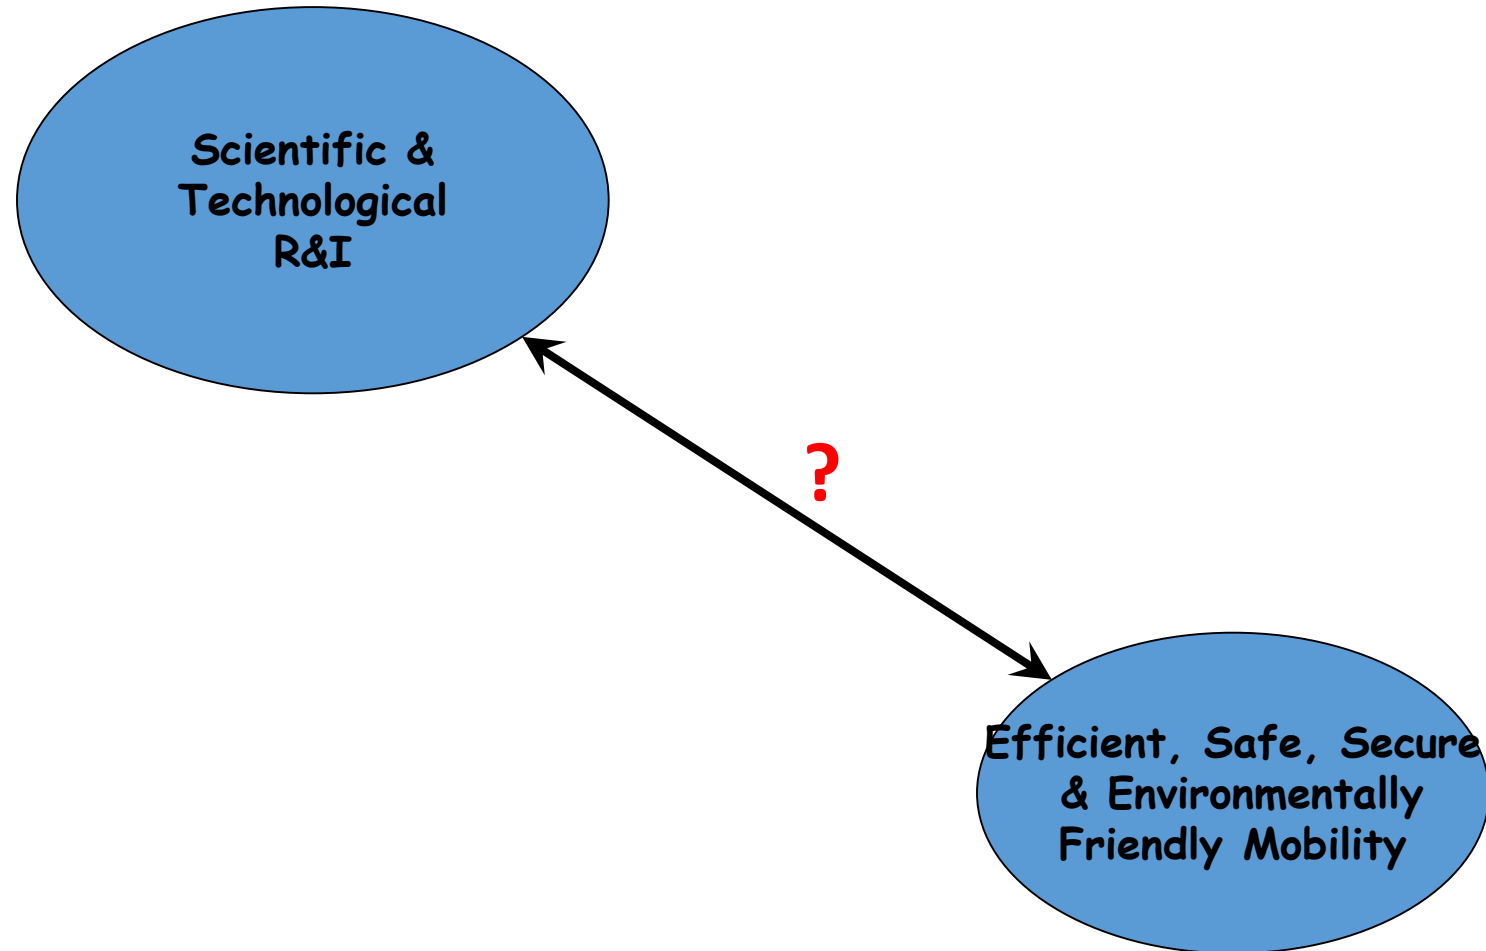 Scientific &
Technological
R&I
?
Efficient, Safe, Secure
& Environmentally
Friendly Mobility